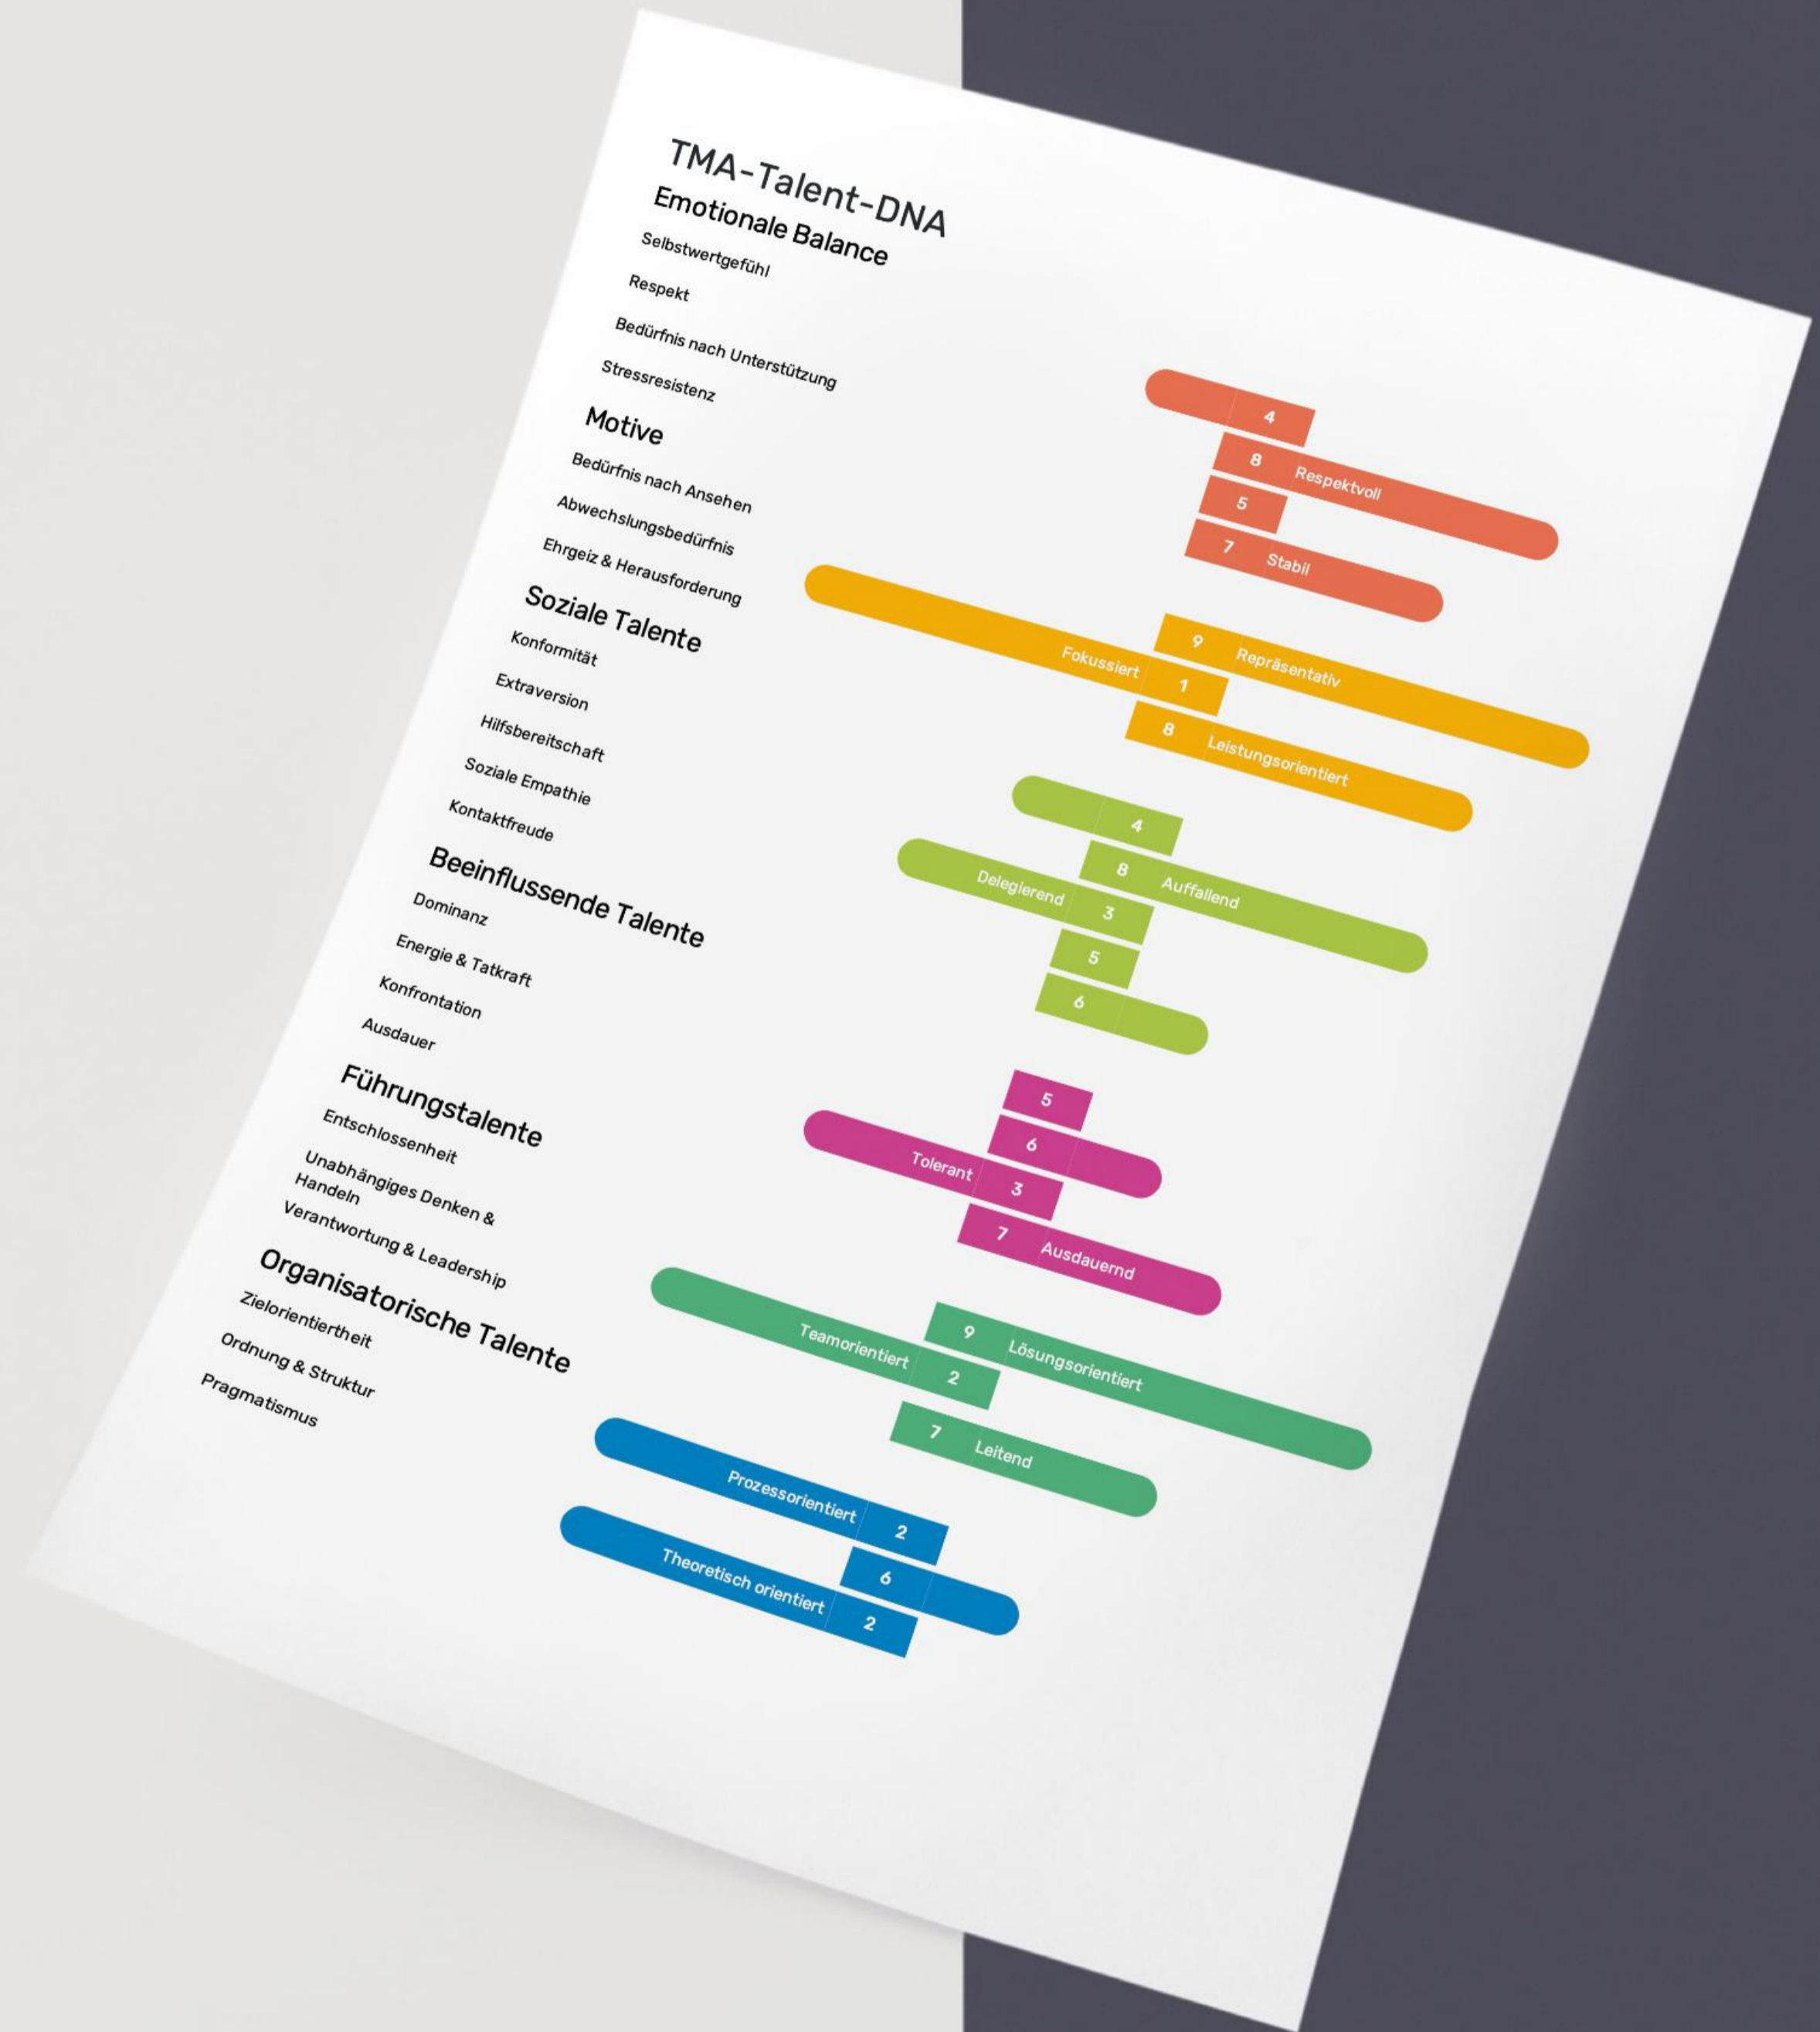 TMA-Talent-DNA
Emotionale Balance
Selbstwertgefühl
4
Respekt
8 Respektvoll
Bedürfnis nach Unterstützung
5
Stressresistenz
7 Stabil
Motive
Bedürfnis nach Ansehen
9 Repräsentativ
Abwechslungsbedürfnis
Fokussiert 1
Ehrgeiz & Herausforderung
8 Leistungsorientiert
Soziale Talente
Konformität
4
Extraversion
8 Auffallend
Hilfsbereitschaft
Delegierend 3
Soziale Empathie
5
Kontaktfreude
6
Beeinflussende Talente
Dominanz
5
Energie & Tatkraft
6
Konfrontation
Tolerant 3
Ausdauer
7 Ausdauernd
Führungstalente
Entschlossenheit
9 Lösungsorientiert
Unabhängiges Denken &
Handeln
Teamorientiert 2
Verantwortung & Leadership
7 Leitend
Organisatorische Talente
Zielorientiertheit
Prozessorientiert 2
Ordnung & Struktur
6
Pragmatismus
Theoretisch orientiert 2